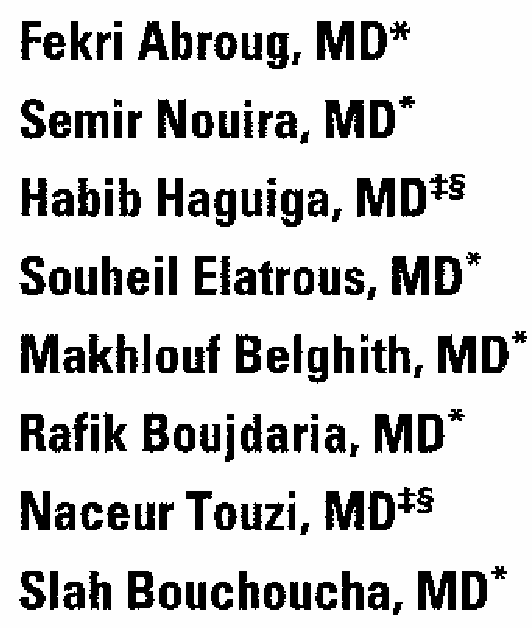 Fekri Abroug, MD*
Semir Nouira, MD*
Habib Haguiga, MD‡§
Souheil Elatrous, MD*
Makhlouf Belghith, MD*
Rafik Boujdaria, MD*
Naceur Touzi, MD‡§
Slah Bouchoucha, MD*